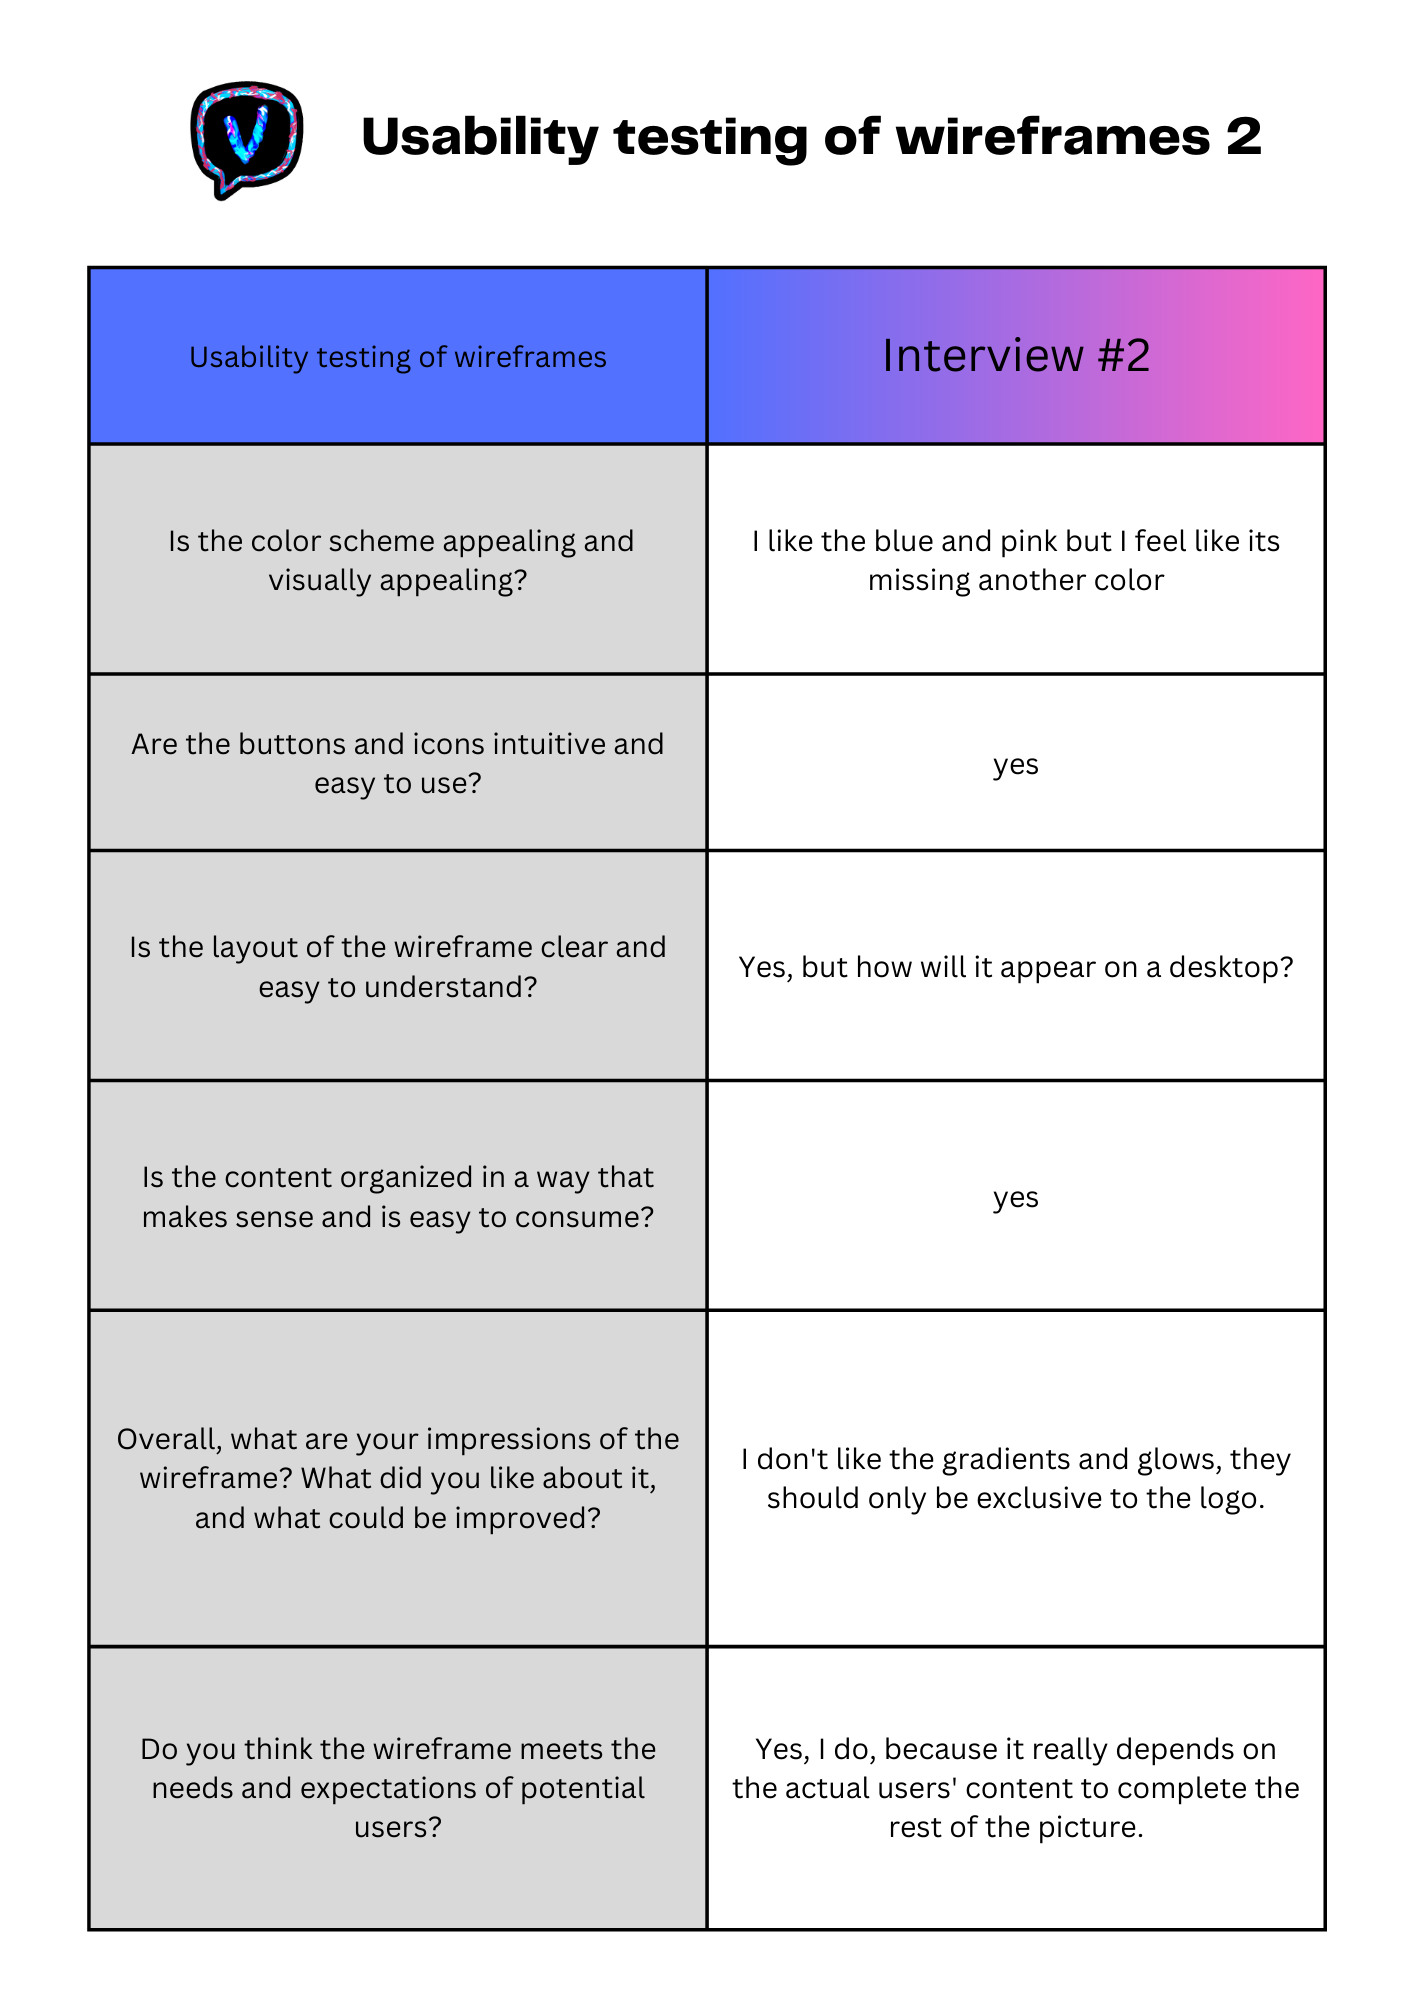 V
Usability testing of wireframes 2
Usability testing of wireframes
Interview #2
Is the color scheme appealing and
visually appealing?
I like the blue and pink but I feel like its
missing another color
Are the buttons and icons intuitive and
easy to use?
yes
Is the layout of the wireframe clear and
easy to understand?
Yes, but how will it appear on a desktop?
Is the content organized in a way that
makes sense and is easy to consume?
yes
Overall, what are your impressions of the
wireframe? What did you like about it,
and what could be improved?
I don't like the gradients and glows, they
should only be exclusive to the logo.
Do you think the wireframe meets the
needs and expectations of potential
users?
Yes, I do, because it really depends on
the actual users' content to complete the
rest of the picture.